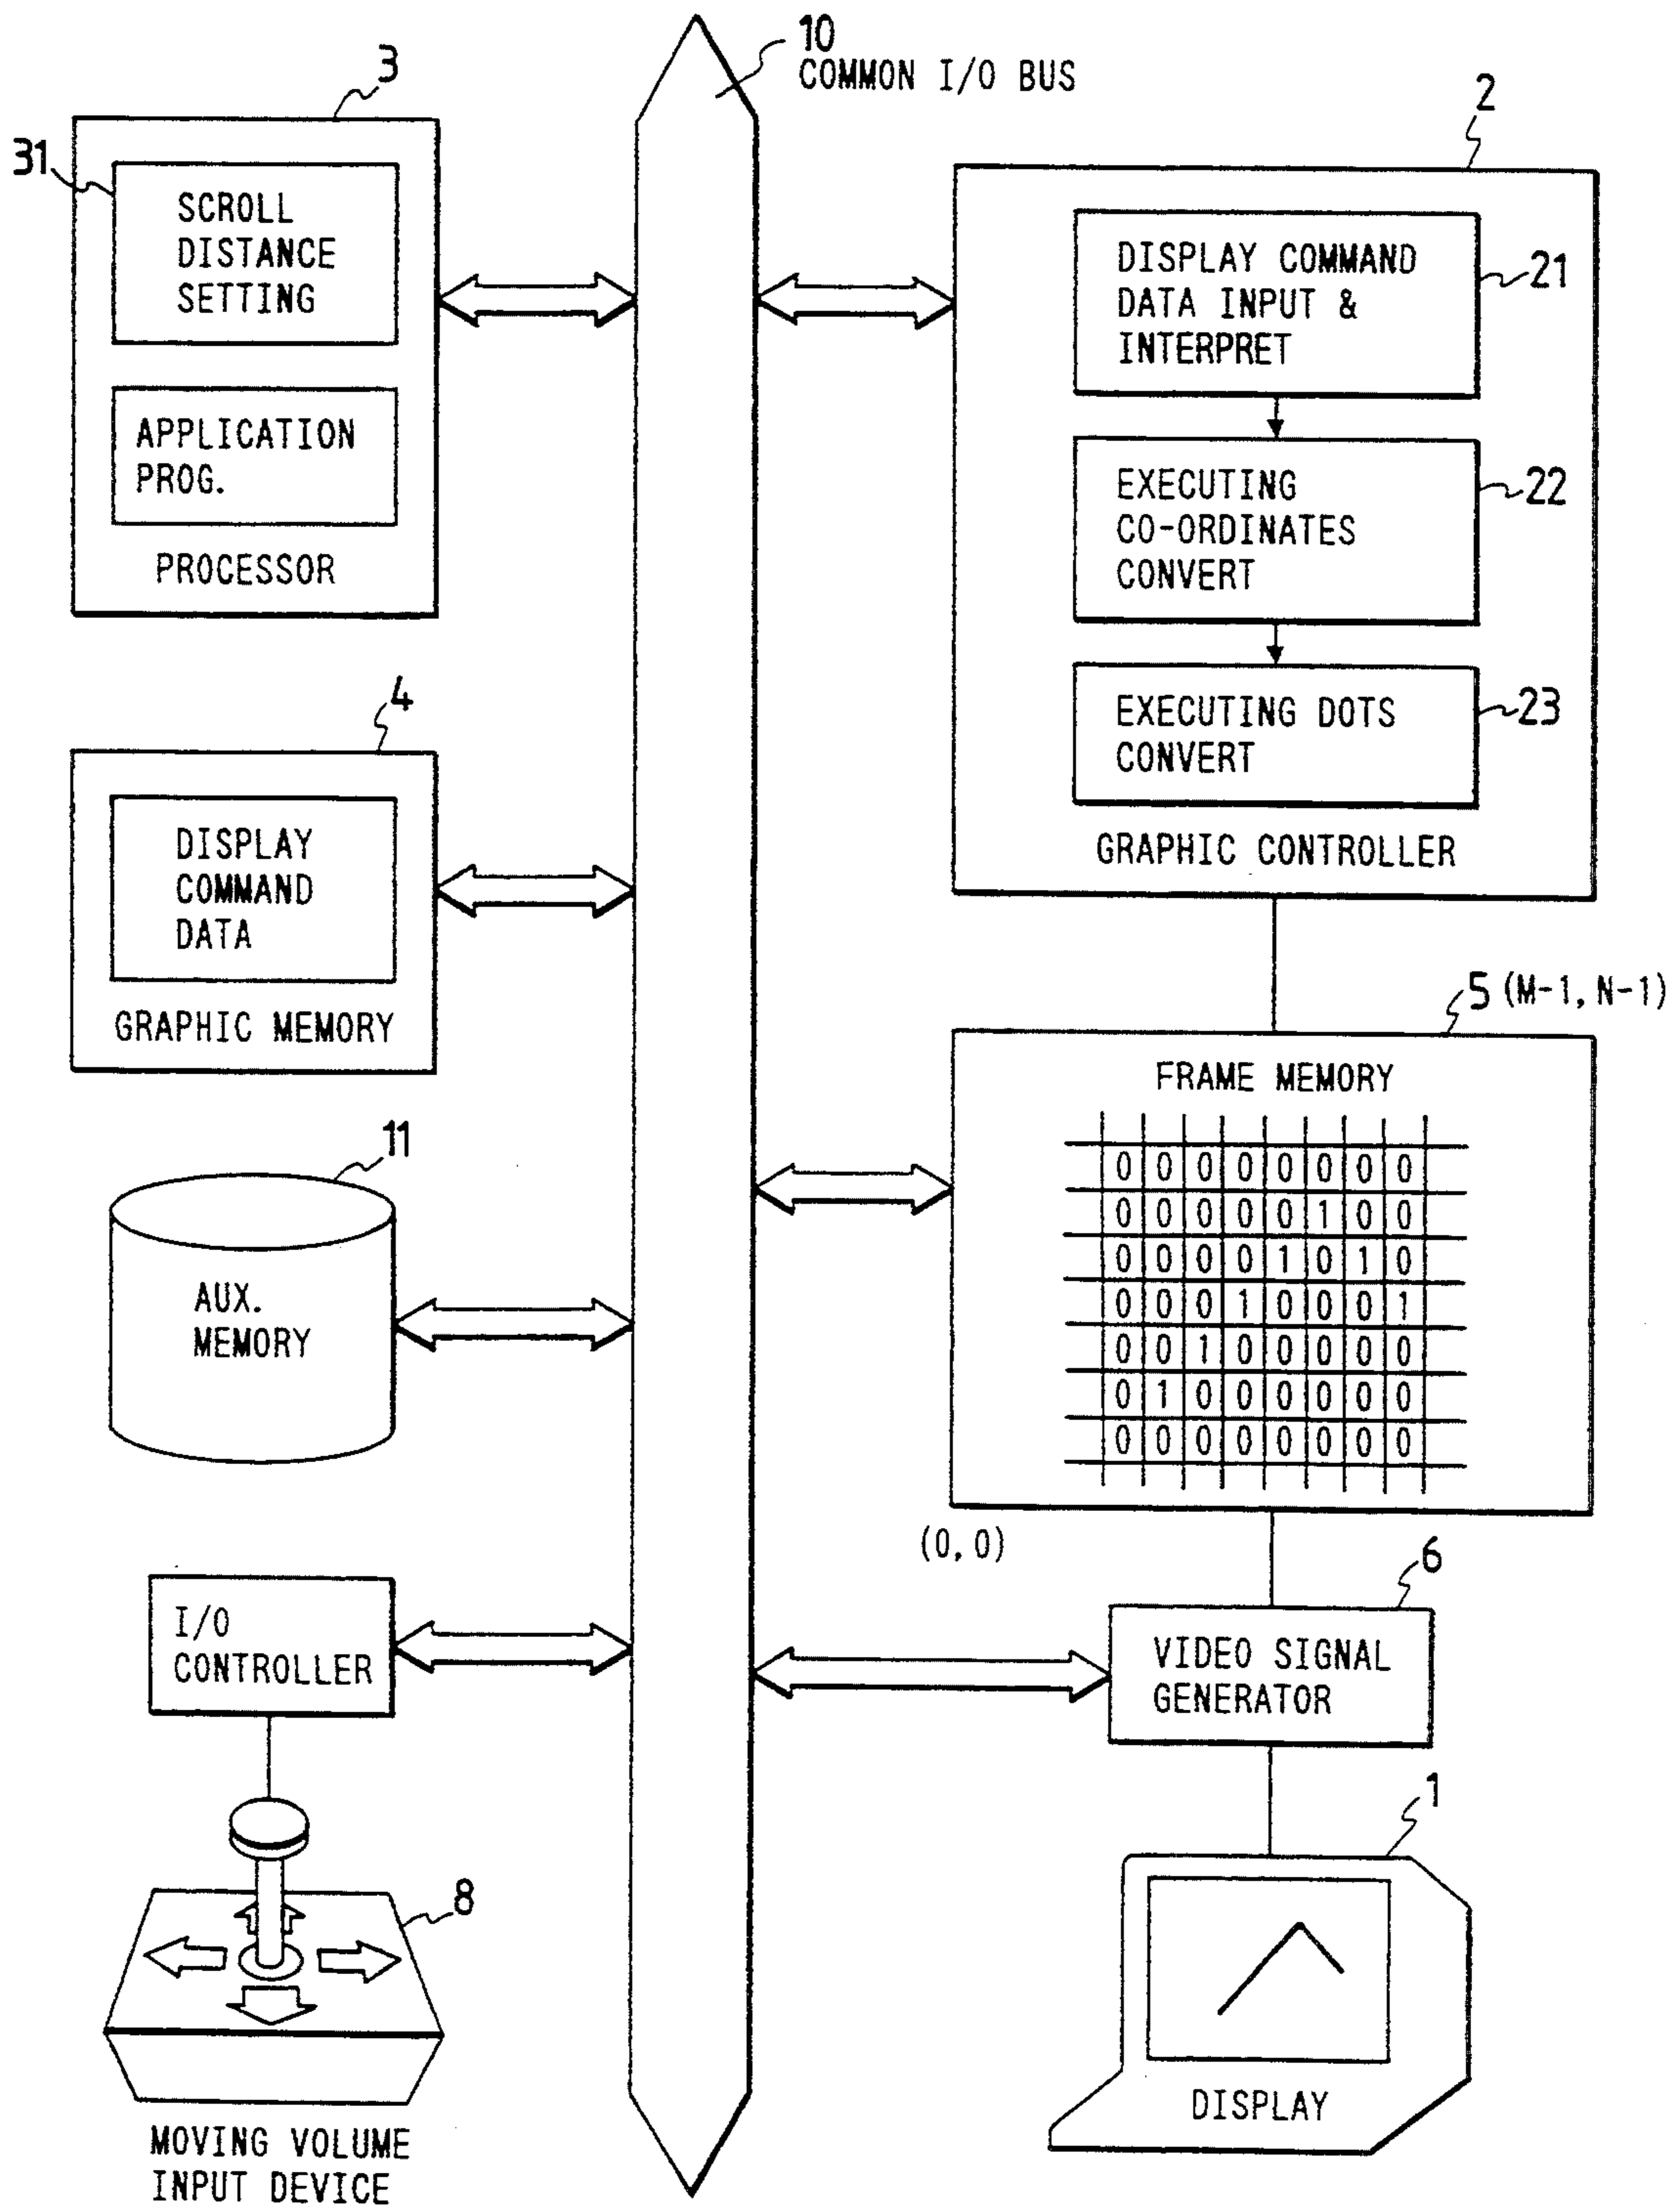 10
COMMON I/O BUS
3
31
SCROLL
DISTANCE
SETTING
APPLICATION
PROG.
PROCESSOR
2
DISPLAY COMMAND
DATA INPUT &
INTERPRET
21
EXECUTING
CO-ORDINATES
CONVERT
22
EXECUTING DOTS
CONVERT
23
GRAPHIC CONTROLLER
4
DISPLAY
COMMAND
DATA
GRAPHIC MEMORY
5 (M-1, N-1)
FRAME MEMORY
0 0 0 0 0 0 0 0
0 0 0 0 0 1 0 0
0 0 0 0 1 0 1 0
0 0 0 1 0 0 0 1
0 0 1 0 0 0 0 0
0 1 0 0 0 0 0 0
0 0 0 0 0 0 0 0
(0, 0)
11
AUX.
MEMORY
I/O
CONTROLLER
6
VIDEO SIGNAL
GENERATOR
8
MOVING VOLUME
INPUT DEVICE
1
DISPLAY